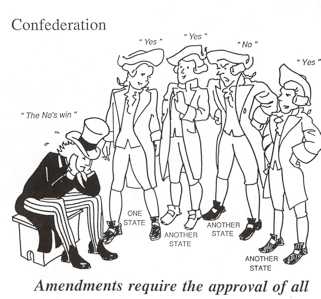 Confederation
" Yes "
" Yes "
" No "
" Yes "
" The No's win "
ONE
STATE
ANOTHER
STATE
ANOTHER
STATE
ANOTHER
STATE
Amendments require the approval of all